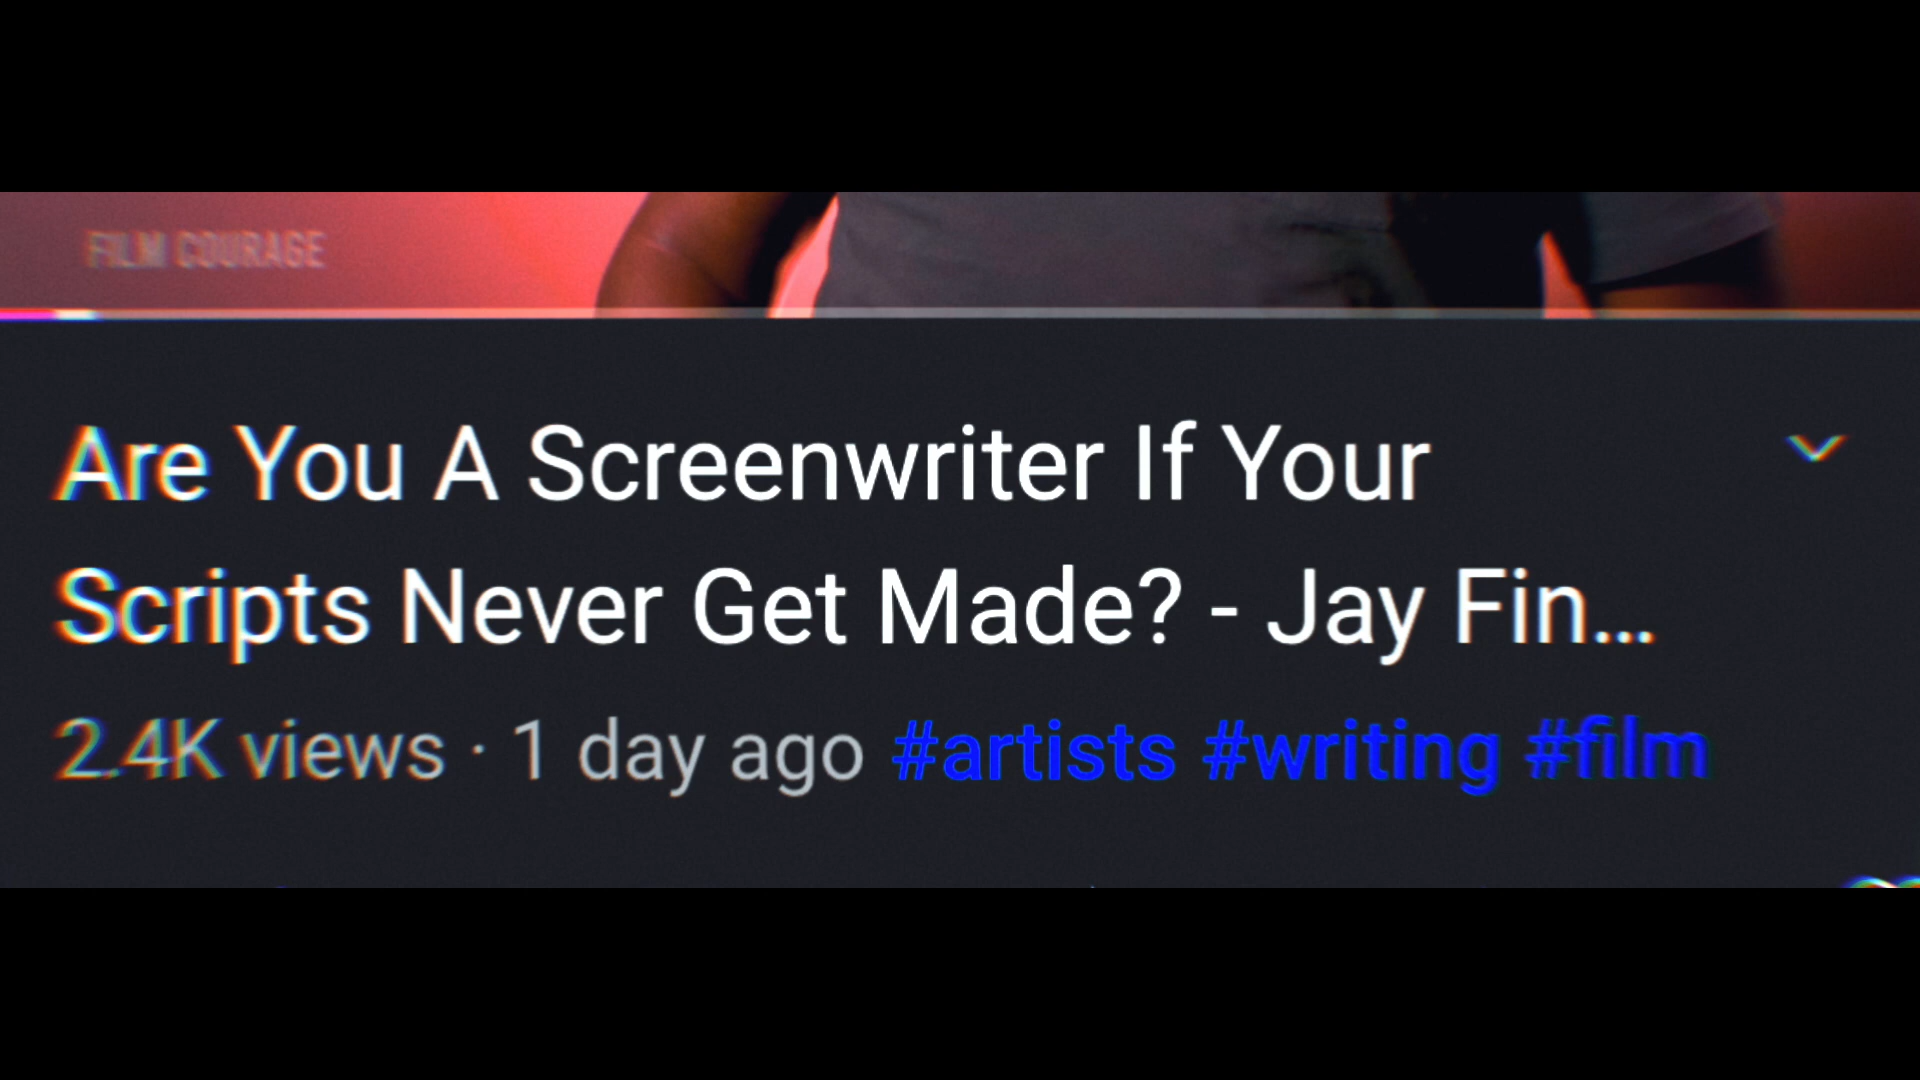 FILM COURAGE
Are You A Screenwriter If Your
Scripts Never Get Made? - Jay Fin...
2.4K views · 1 day ago #artists #writing #film